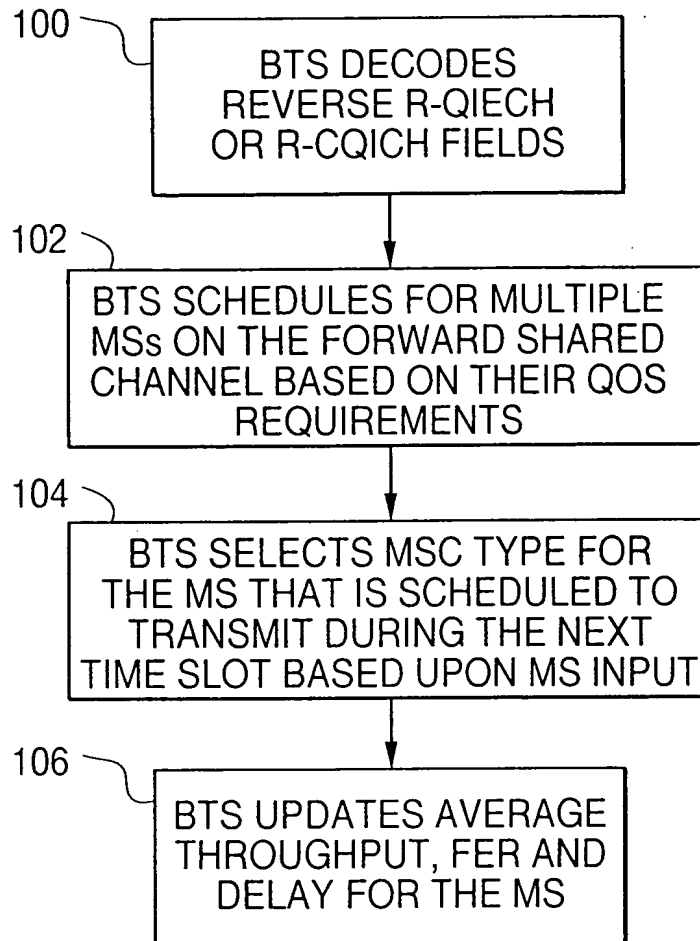 100
BTS DECODES
REVERSE R-QIECH
OR R-CQICH FIELDS
102
BTS SCHEDULES FOR MULTIPLE
MSs ON THE FORWARD SHARED
CHANNEL BASED ON THEIR QOS
REQUIREMENTS
104
BTS SELECTS MSC TYPE FOR
THE MS THAT IS SCHEDULED TO
TRANSMIT DURING THE NEXT
TIME SLOT BASED UPON MS INPUT
106
BTS UPDATES AVERAGE
THROUGHPUT, FER AND
DELAY FOR THE MS